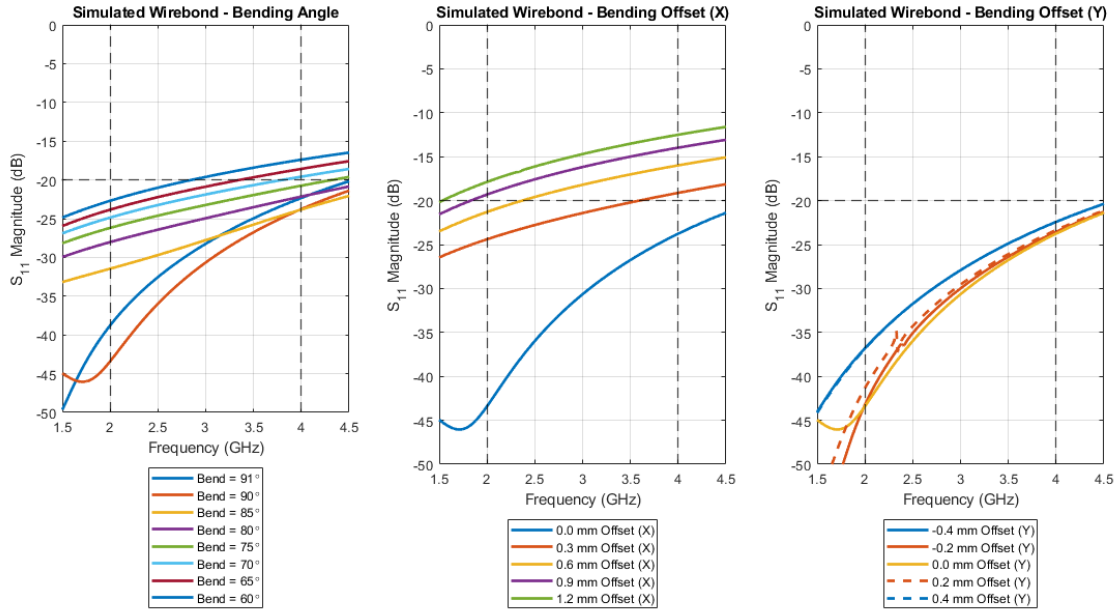 Simulated Wirebond - Bending Angle
0
-5
-10
-15
-20
-25
-30
-35
-40
-45
-50
S11 Magnitude (dB)
1.5 2 2.5 3 3.5 4 4.5
Frequency (GHz)
Bend = 91°
Bend = 90°
Bend = 85°
Bend = 80°
Bend = 75°
Bend = 70°
Bend = 65°
Bend = 60°
Simulated Wirebond - Bending Offset (X)
0
-5
-10
-15
-20
-25
-30
-35
-40
-45
-50
S11 Magnitude (dB)
1.5 2 2.5 3 3.5 4 4.5
Frequency (GHz)
0.0 mm Offset (X)
0.3 mm Offset (X)
0.6 mm Offset (X)
0.9 mm Offset (X)
1.2 mm Offset (X)
Simulated Wirebond - Bending Offset (Y)
0
-5
-10
-15
-20
-25
-30
-35
-40
-45
-50
S11 Magnitude (dB)
1.5 2 2.5 3 3.5 4 4.5
Frequency (GHz)
-0.4 mm Offset (Y)
-0.2 mm Offset (Y)
0.0 mm Offset (Y)
0.2 mm Offset (Y)
0.4 mm Offset (Y)